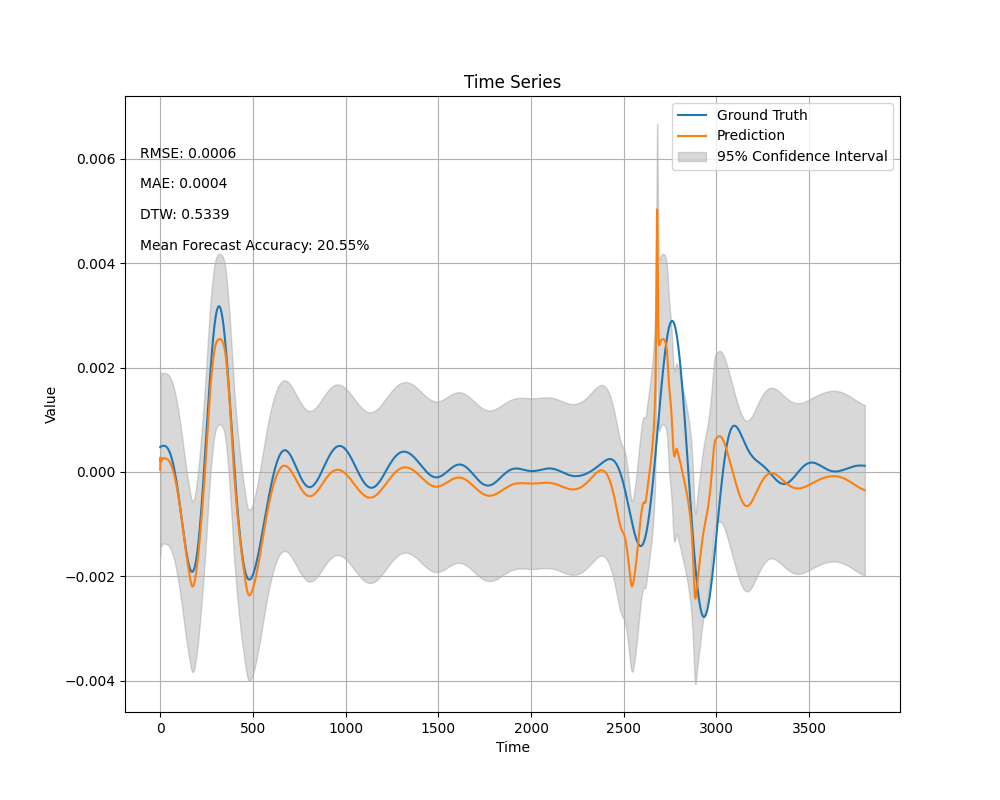 Time Series
Ground Truth
Prediction
95% Confidence Interval
RMSE: 0.0006
MAE: 0.0004
DTW: 0.5339
Mean Forecast Accuracy: 20.55%
0.006
0.004
0.002
0.000
−0.002
−0.004
Value
0 500 1000 1500 2000 2500 3000 3500
Time